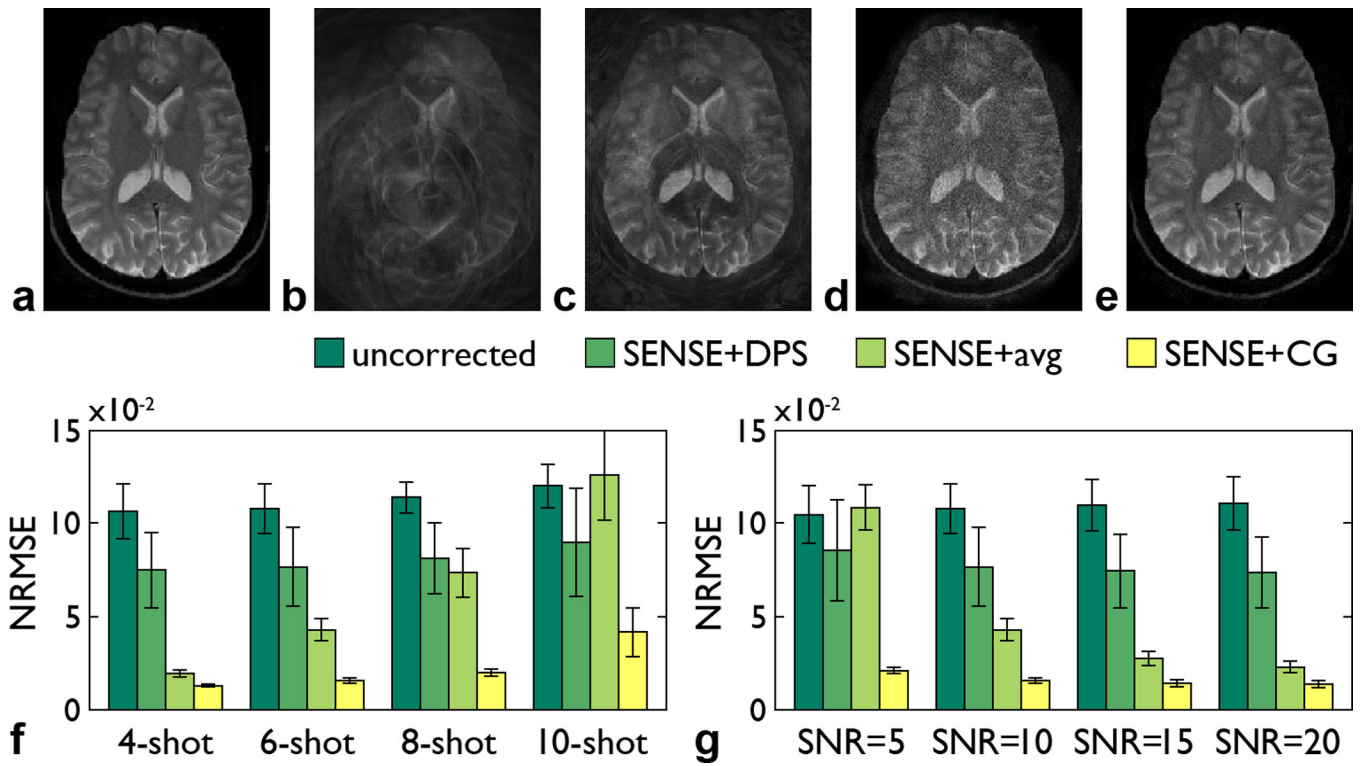 a b c d e
uncorrected SENSE+DPS SENSE+avg SENSE+CG
x10-2 x10-2
15 15
10 10
5 5
0 0
NRMSE NRMSE
f 4-shot 6-shot 8-shot 10-shot g SNR=5 SNR=10 SNR=15 SNR=20